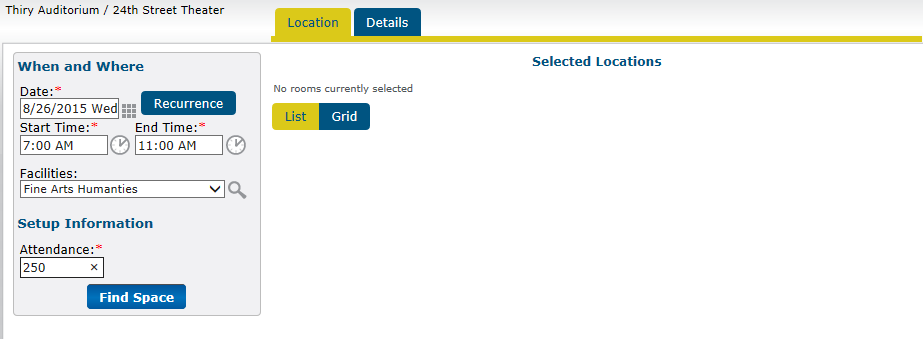 Thiry Auditorium / 24th Street Theater
Location Details
When and Where
Date:*
8/26/2015 Wed Recurrence
Start Time:* End Time:*
7:00 AM 11:00 AM
Facilities:
Fine Arts Humanties
Setup Information
Attendance:*
250 ×
Find Space
Selected Locations
No rooms currently selected
List Grid